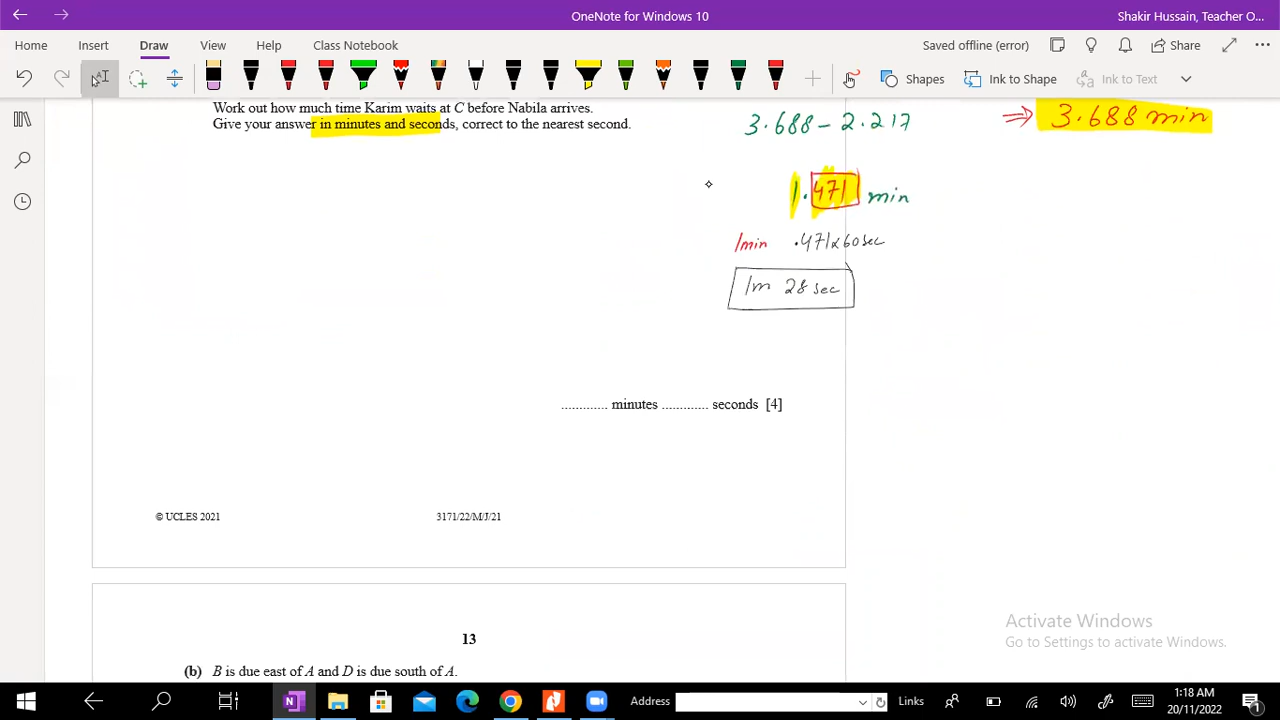 OneNote for Windows 10
Shakir Hussain, Teacher O...
Home Insert Draw View Help Class Notebook
Saved offline (error) Share
Shapes Ink to Shape Ink to Text
Work out how much time Karim waits at C before Nabila arrives.
Give your answer in minutes and seconds, correct to the nearest second.
3.688 - 2.217
⇒ 3.688 min
1.471 min
1min .471x60sec
1m 28 sec
............. minutes ............. seconds [4]
© UCLES 2021 3171/22/M/J/21
Activate Windows
Go to Settings to activate Windows.
13
(b) B is due east of A and D is due south of A.
Address Links
1:18 AM
20/11/2022